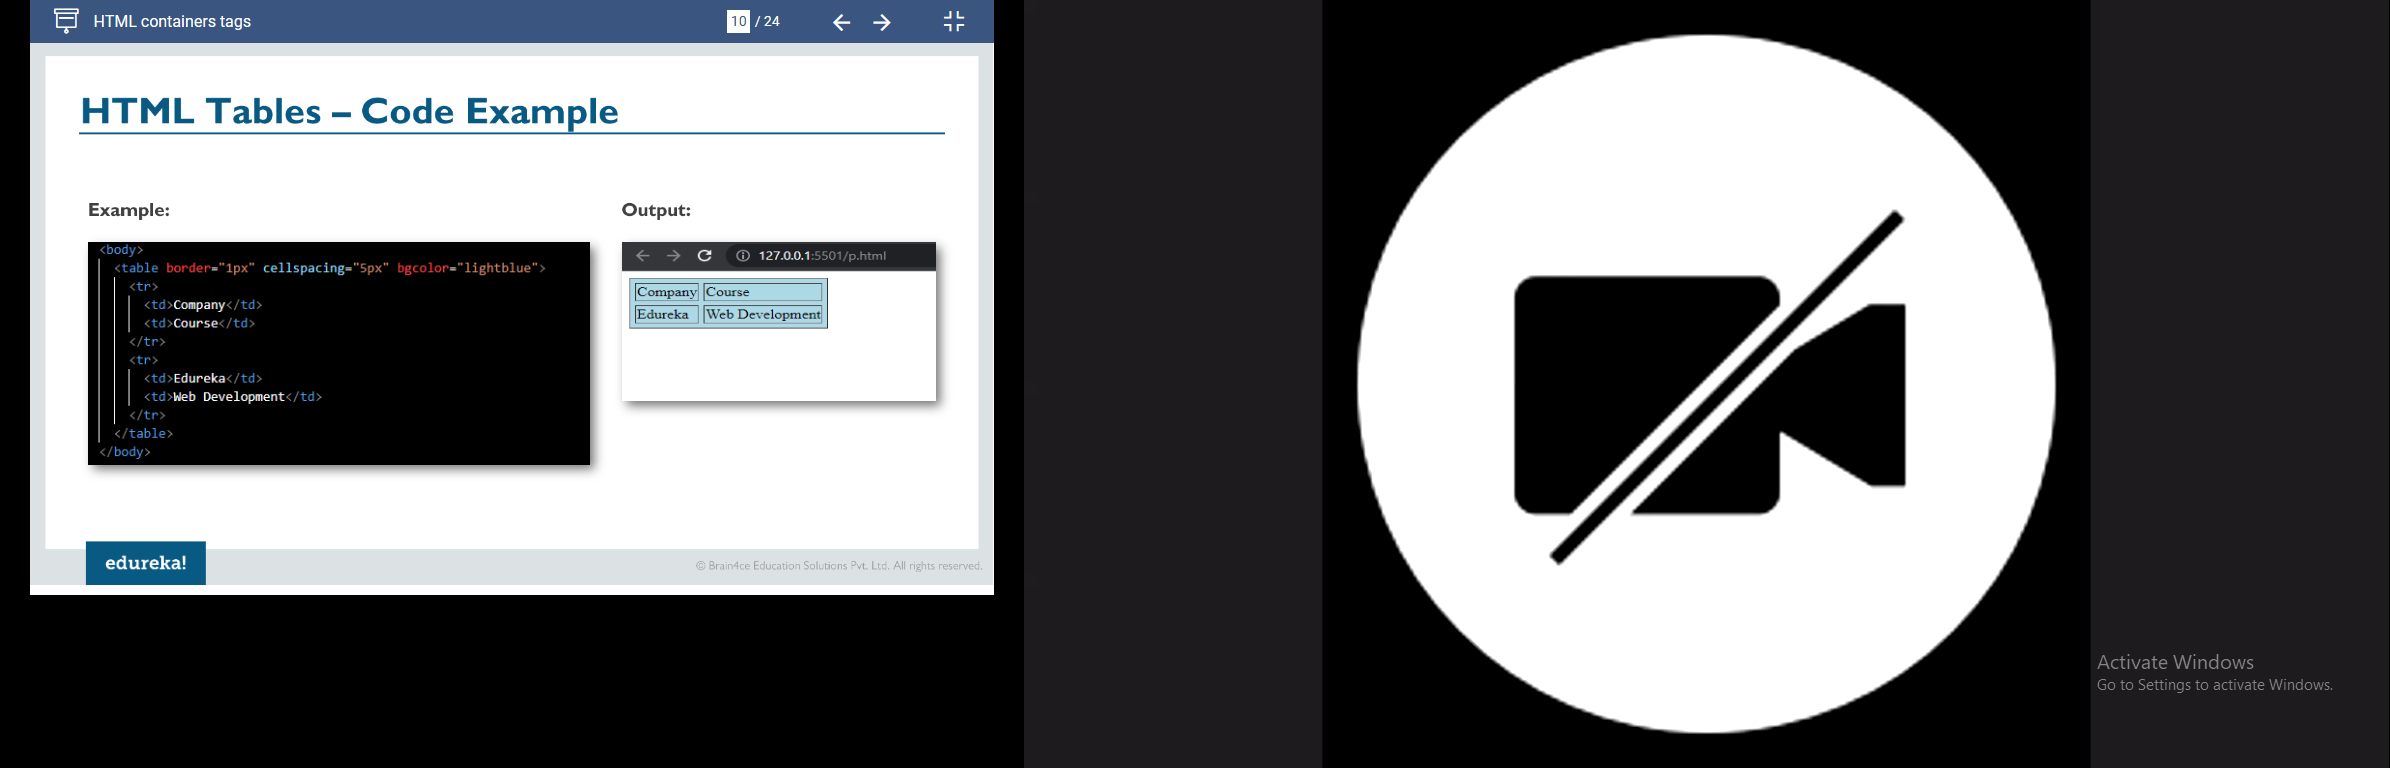 HTML containers tags
10 / 24
HTML Tables – Code Example
Example:
<body>
<table border="1px" cellspacing="5px" bgcolor="lightblue">
<tr>
<td>Company</td>
<td>Course</td>
</tr>
<tr>
<td>Edureka</td>
<td>Web Development</td>
</tr>
</table>
</body>
Output:
127.0.0.1:5501/p.html
Company Course
Edureka Web Development
edureka!
© Brain4ce Education Solutions Pvt. Ltd. All rights reserved.
Activate Windows
Go to Settings to activate Windows.